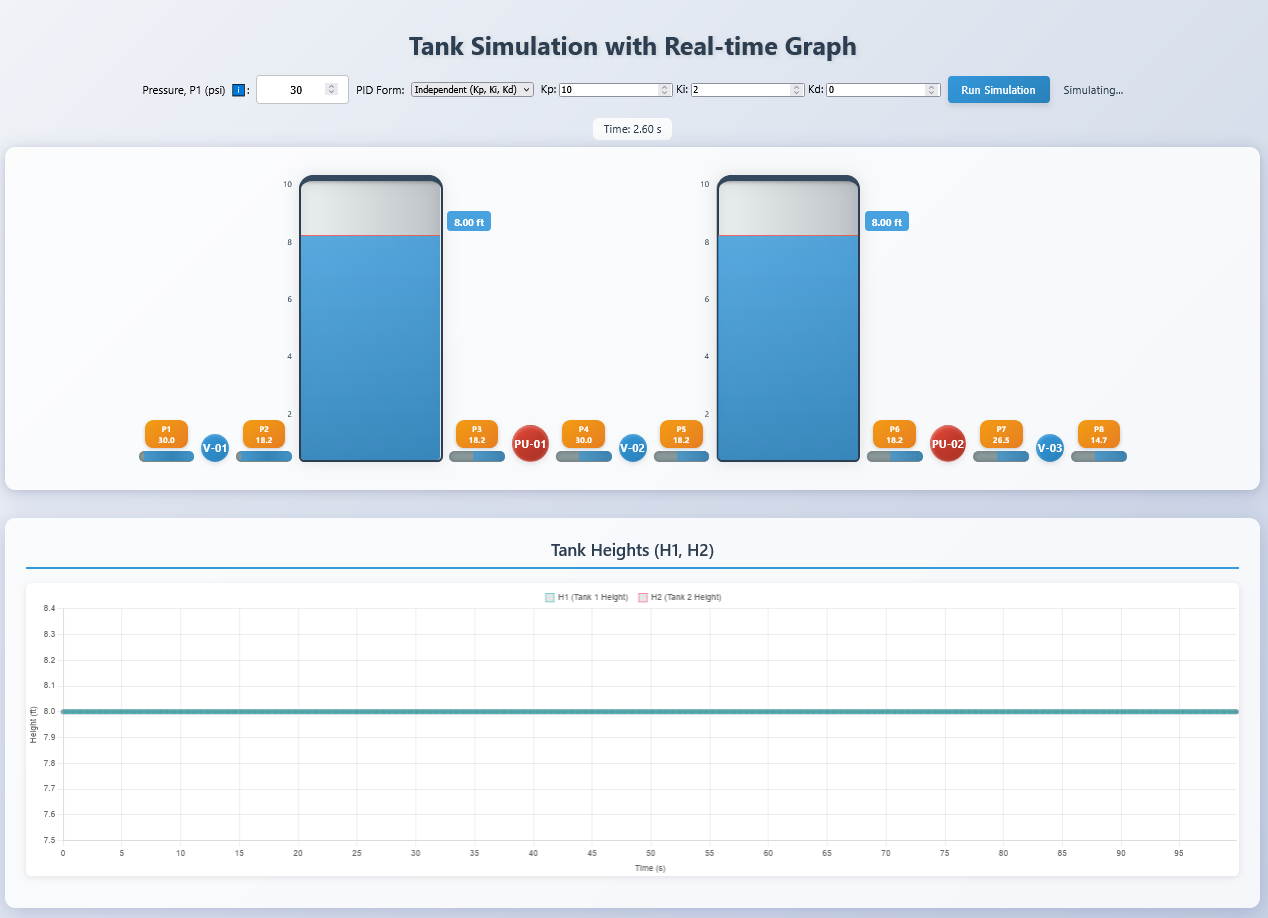 Tank Simulation with Real-time Graph
Pressure, P1 (psi) i : 30 PID Form: Independent (Kp, Ki, Kd) Kp: 10 Ki: 2 Kd: 0 Run Simulation Simulating...
Time: 2.60 s
10
8
6
4
2
8.00 ft
10
8
6
4
2
8.00 ft
P1
30.0
V-01
P2
18.2
P3
18.2
PU-01
P4
30.0
V-02
P5
18.2
P6
18.2
PU-02
P7
26.5
V-03
P8
14.7
Tank Heights (H1, H2)
H1 (Tank 1 Height) H2 (Tank 2 Height)
Height (ft)
8.4
8.3
8.2
8.1
8.0
7.9
7.8
7.7
7.6
7.5
0 5 10 15 20 25 30 35 40 45 50 55 60 65 70 75 80 85 90 95
Time (s)